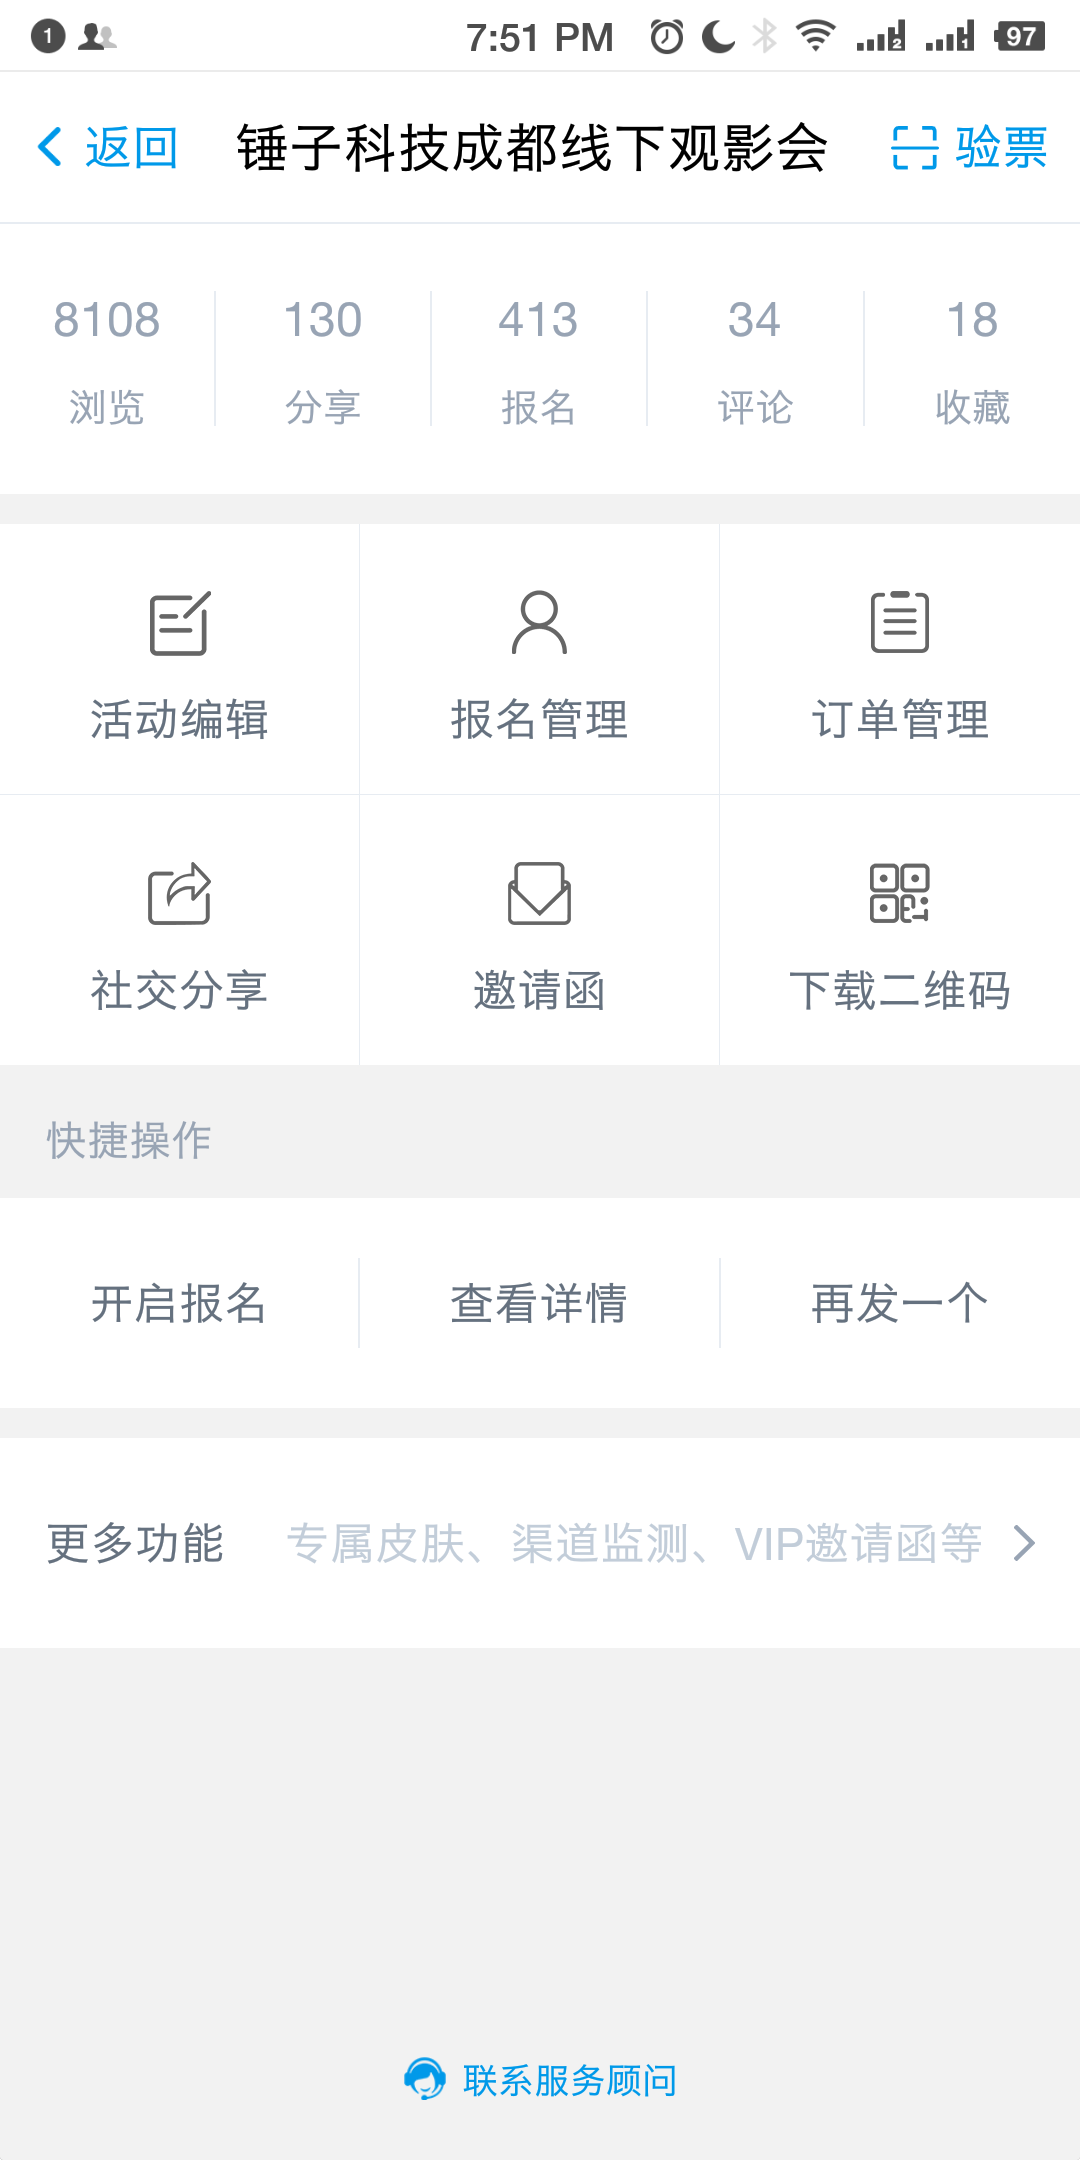 1 7:51 PM 2 1 97
返回 锤子科技成都线下观影会 验票
8108 130 413 34 18
浏览 分享 报名 评论 收藏
活动编辑 报名管理 订单管理
社交分享 邀请函 下载二维码
快捷操作
开启报名 查看详情 再发一个
更多功能 专属皮肤、渠道监测、VIP邀请函等
联系服务顾问